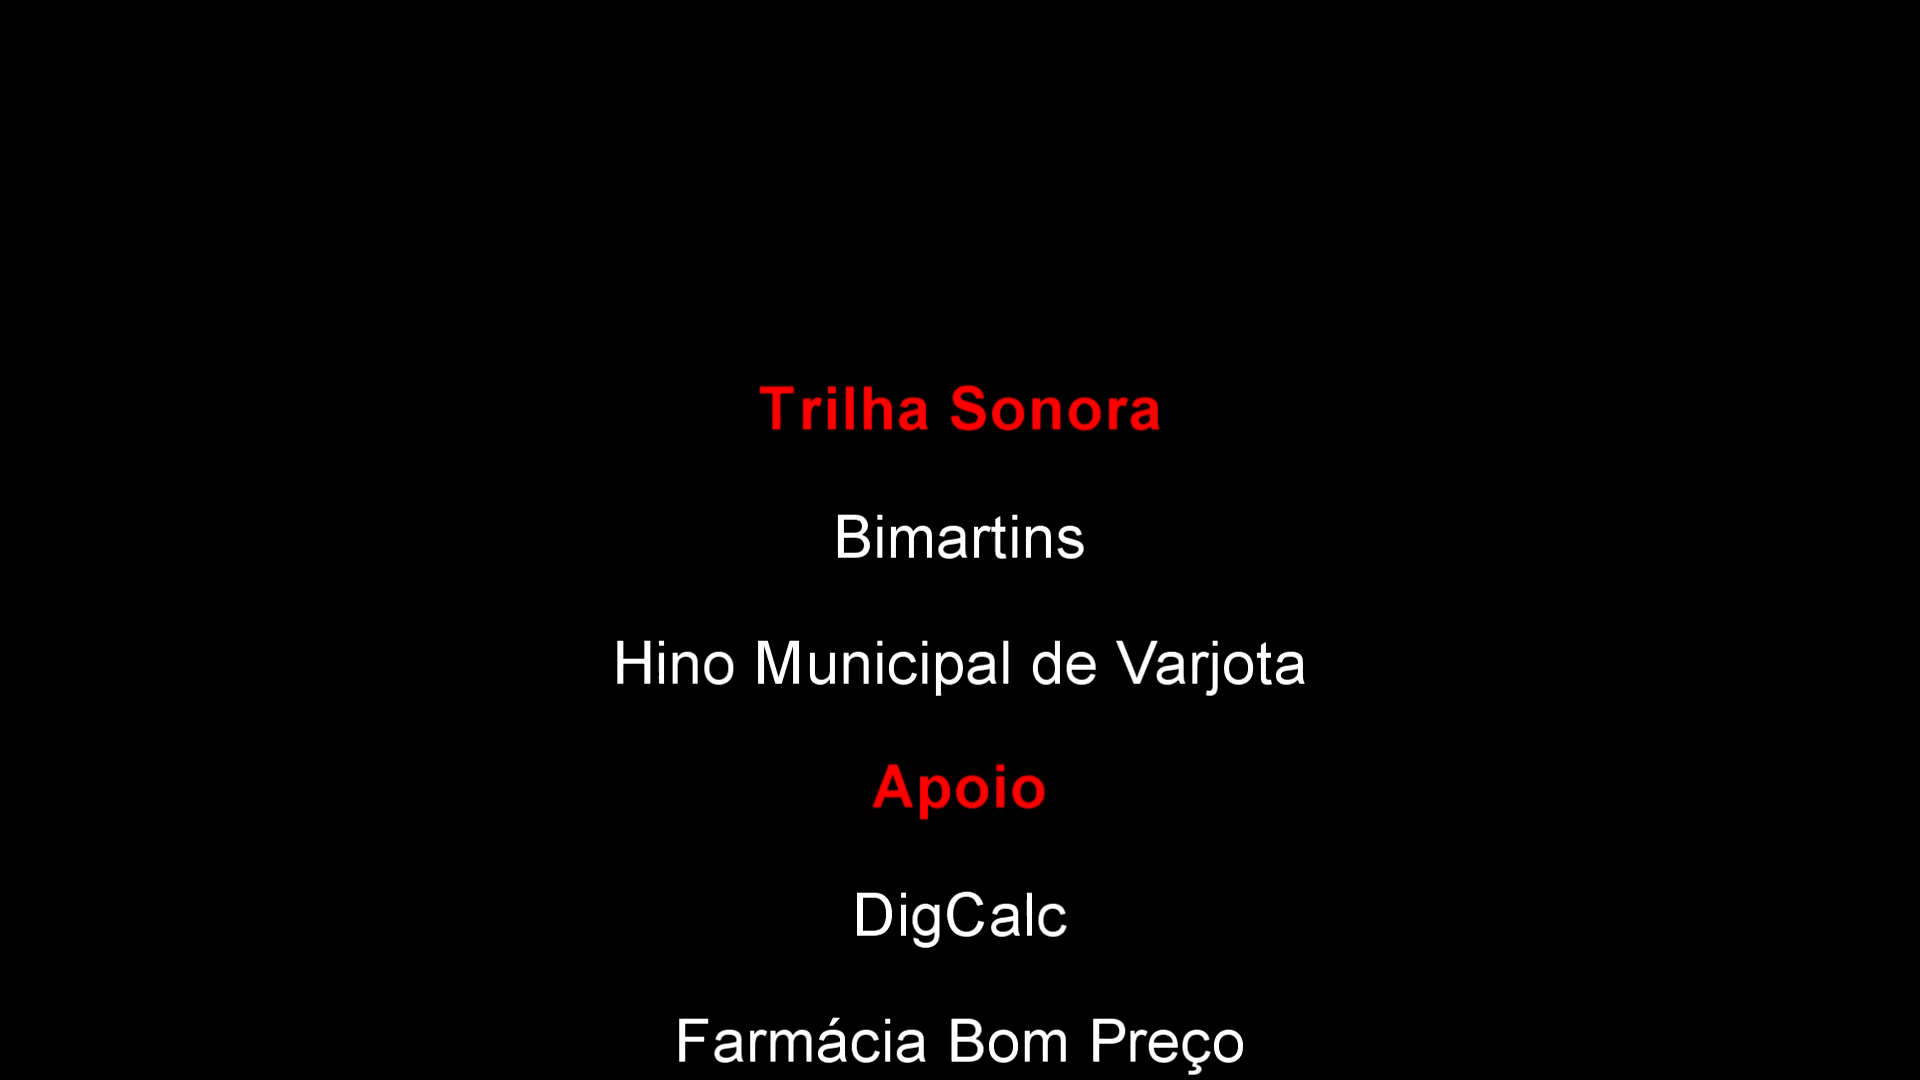 Trilha Sonora
Bimartins
Hino Municipal de Varjota
Apoio
DigCalc
Farmácia Bom Preço